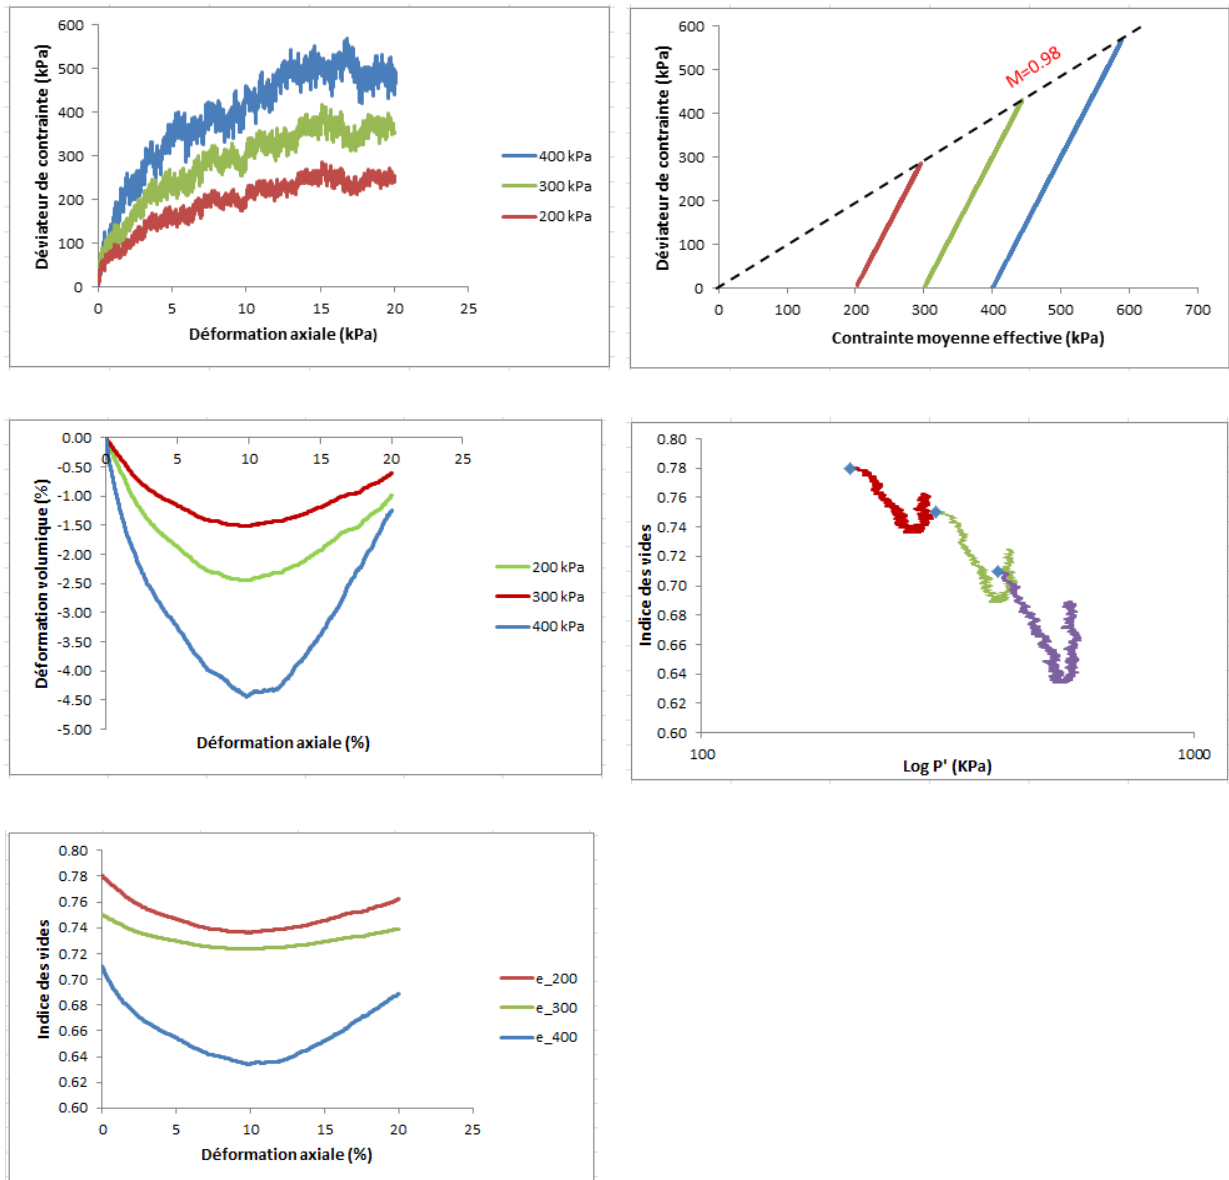 600
500
400
300
200
100
0
0 5 10 15 20 25
Déviateur de contrainte (kPa)
Déformation axiale (kPa)
400 kPa
300 kPa
200 kPa
600
500
400
300
200
100
0
0 100 200 300 400 500 600 700
Déviateur de contrainte (kPa)
Contrainte moyenne effective (kPa)
M=0.98
0.00
-0.50
-1.00
-1.50
-2.00
-2.50
-3.00
-3.50
-4.00
-4.50
-5.00
0 5 10 15 20 25
Déformation volumique (%)
Déformation axiale (%)
200 kPa
300 kPa
400 kPa
0.80
0.78
0.76
0.74
0.72
0.70
0.68
0.66
0.64
0.62
0.60
100 1000
Indice des vides
Log P' (KPa)
0.80
0.78
0.76
0.74
0.72
0.70
0.68
0.66
0.64
0.62
0.60
0 5 10 15 20 25
Indice des vides
Déformation axiale (%)
e_200
e_300
e_400